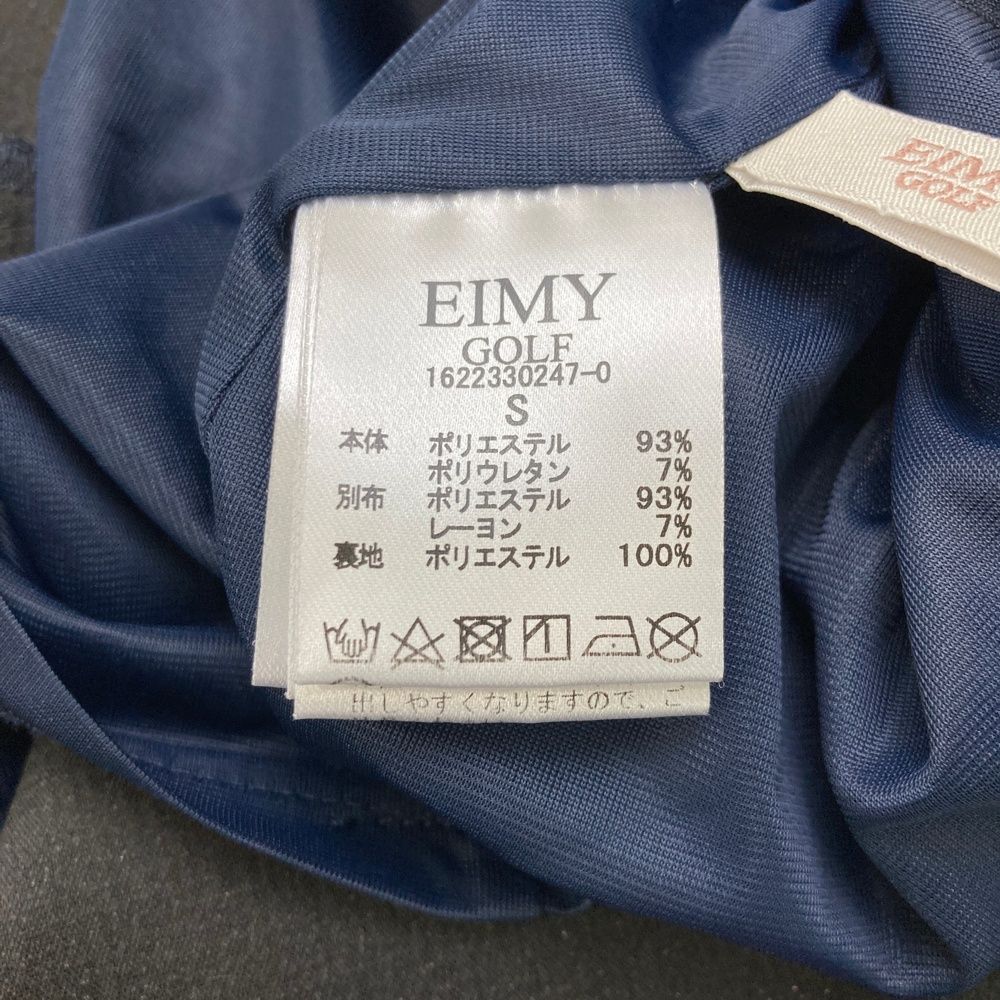 EIMY
GOLF
1622330247-0
S
本体 ポリエステル 93%
ポリウレタン 7%
別布 ポリエステル 93%
レーヨン 7%
裏地 ポリエステル 100%
出しやすくなりますので、ご
GOLF